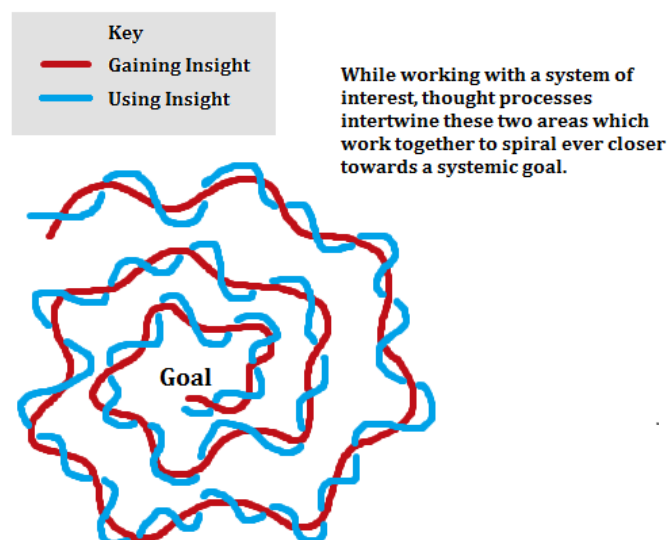 Key
Gaining Insight
Using Insight
While working with a system of
interest, thought processes
intertwine these two areas which
work together to spiral ever closer
towards a systemic goal.
Goal